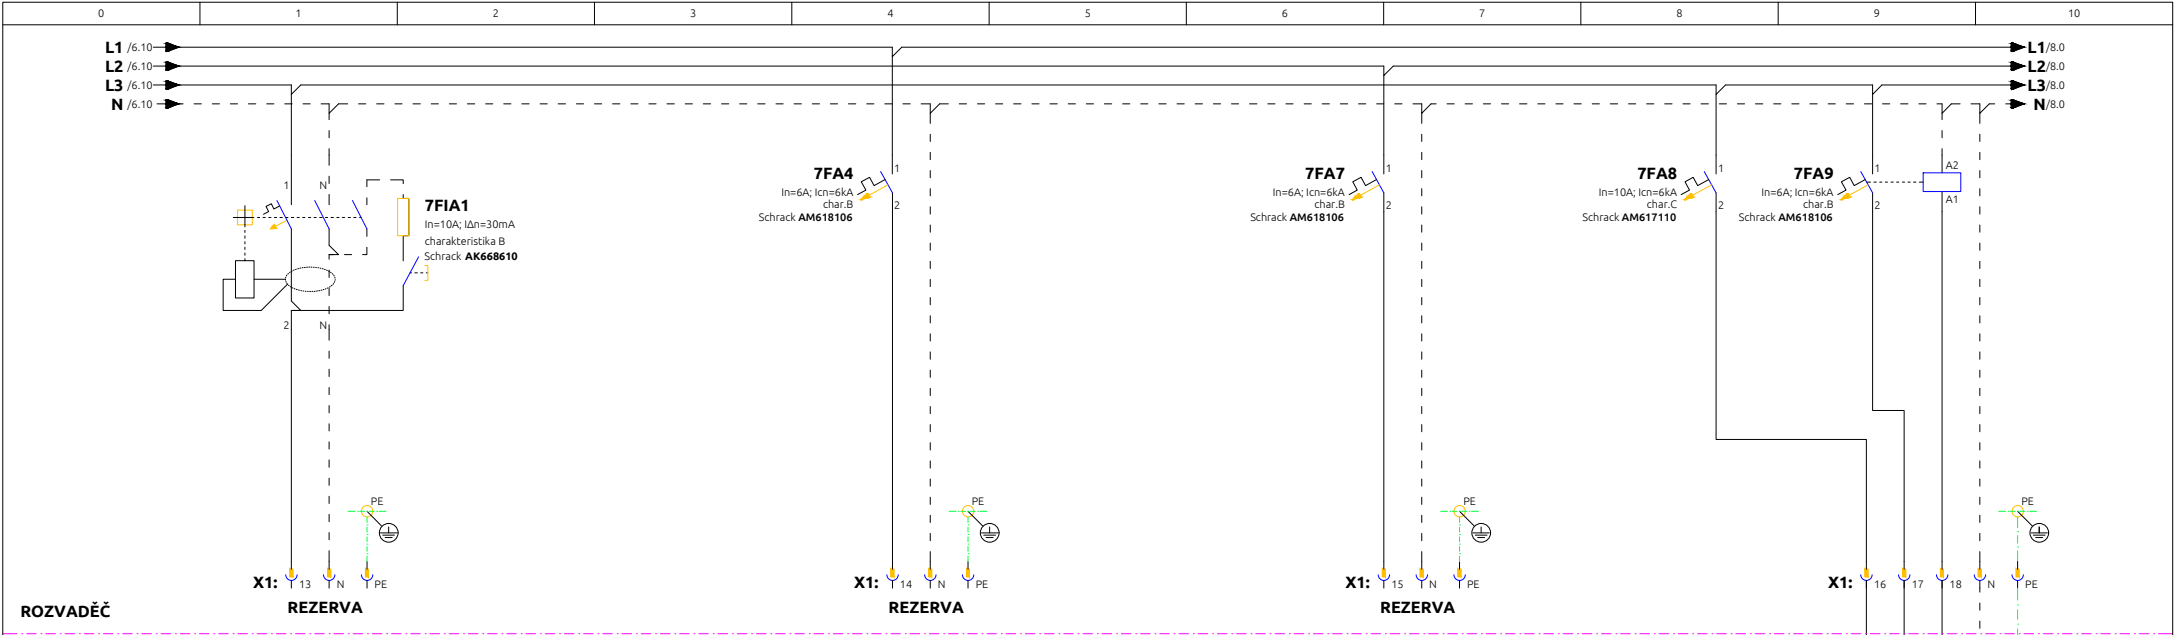 0 1 2 3 4 5 6 7 8 9 10
L1 /6.10 L1/8.0
L2 /6.10 L2/8.0
L3 /6.10 L3/8.0
N /6.10 N/8.0
1 N
7FIA1
In=10A; IΔn=30mA
charakteristika B
Schrack AK668610
2 N
7FA4
In=6A; Icn=6kA
char.B
Schrack AM618106
1
2
7FA7
In=6A; Icn=6kA
char.B
Schrack AM618106
1
2
7FA8
In=10A; Icn=6kA
char.C
Schrack AM617110
1
2
7FA9
In=6A; Icn=6kA
char.B
Schrack AM618106
1
2
A2
A1
PE PE PE PE
X1: 13 N PE X1: 14 N PE X1: 15 N PE X1: 16 17 18 N PE
REZERVA REZERVA REZERVA
ROZVADĚČ